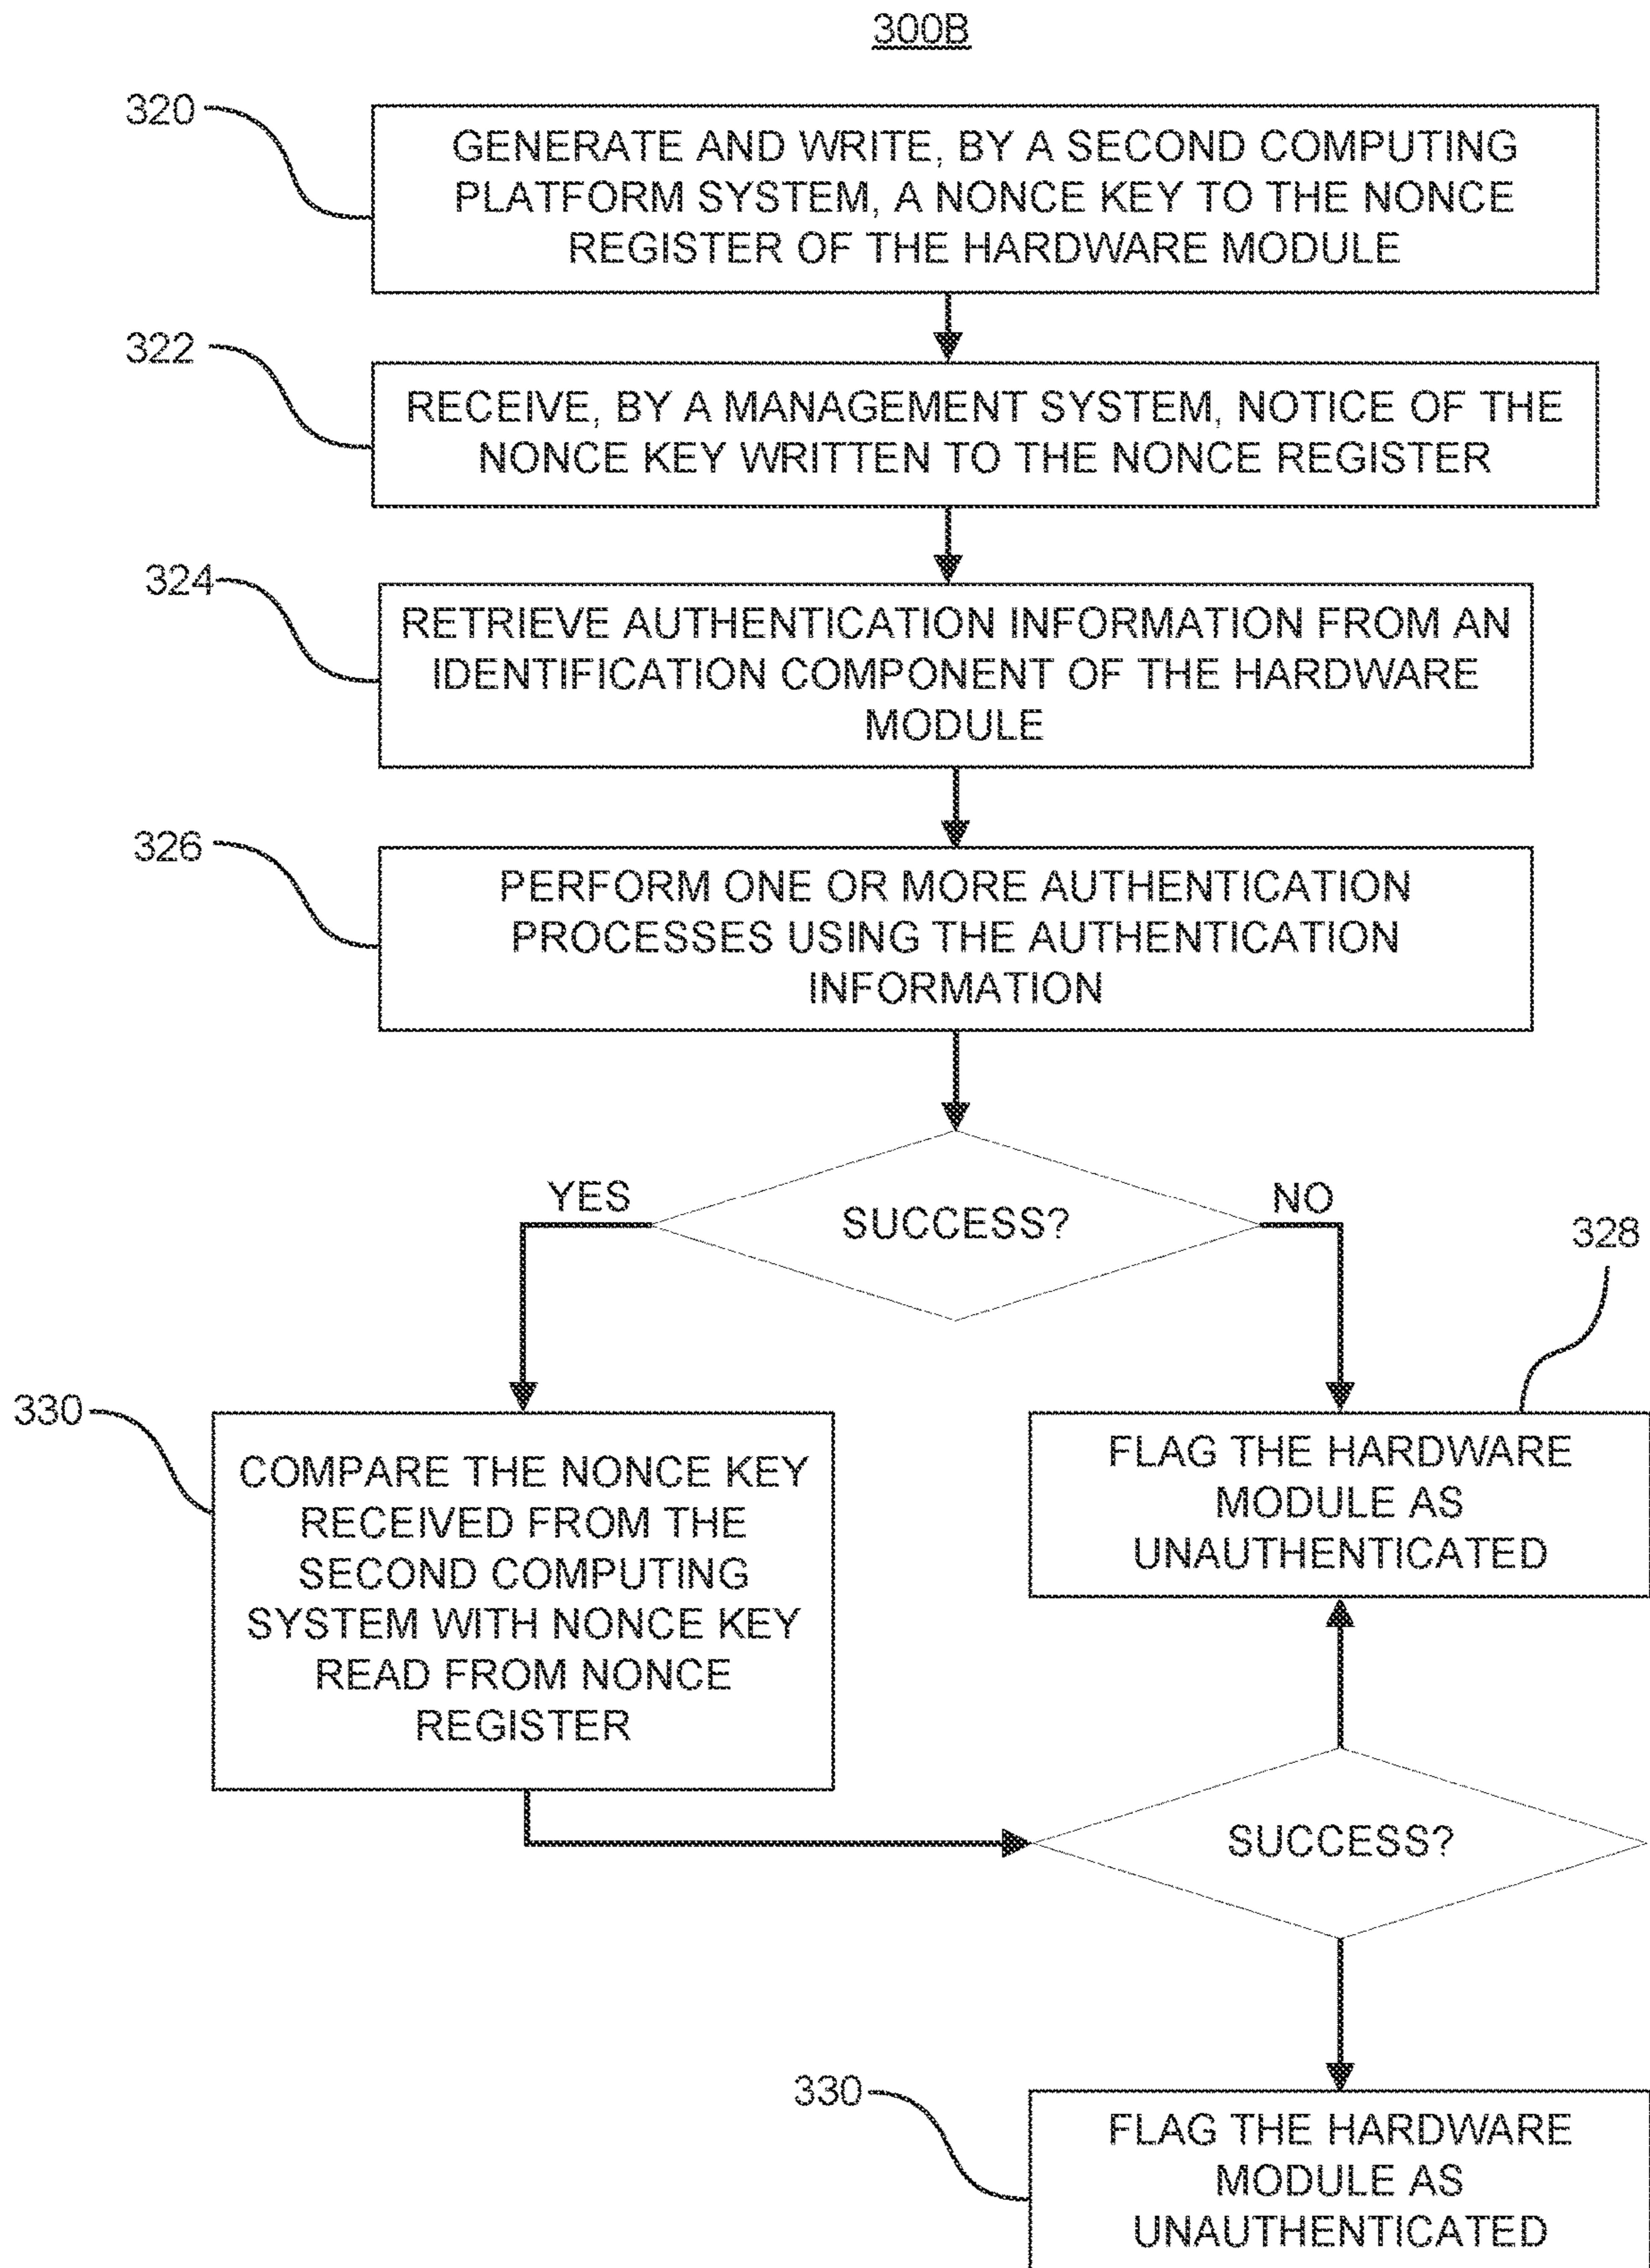 300B
320
GENERATE AND WRITE, BY A SECOND COMPUTING
PLATFORM SYSTEM, A NONCE KEY TO THE NONCE
REGISTER OF THE HARDWARE MODULE
322
RECEIVE, BY A MANAGEMENT SYSTEM, NOTICE OF THE
NONCE KEY WRITTEN TO THE NONCE REGISTER
324
RETRIEVE AUTHENTICATION INFORMATION FROM AN
IDENTIFICATION COMPONENT OF THE HARDWARE
MODULE
326
PERFORM ONE OR MORE AUTHENTICATION
PROCESSES USING THE AUTHENTICATION
INFORMATION
YES
SUCCESS?
NO
328
330
COMPARE THE NONCE KEY
RECEIVED FROM THE
SECOND COMPUTING
SYSTEM WITH NONCE KEY
READ FROM NONCE
REGISTER
FLAG THE HARDWARE
MODULE AS
UNAUTHENTICATED
SUCCESS?
330
FLAG THE HARDWARE
MODULE AS
UNAUTHENTICATED